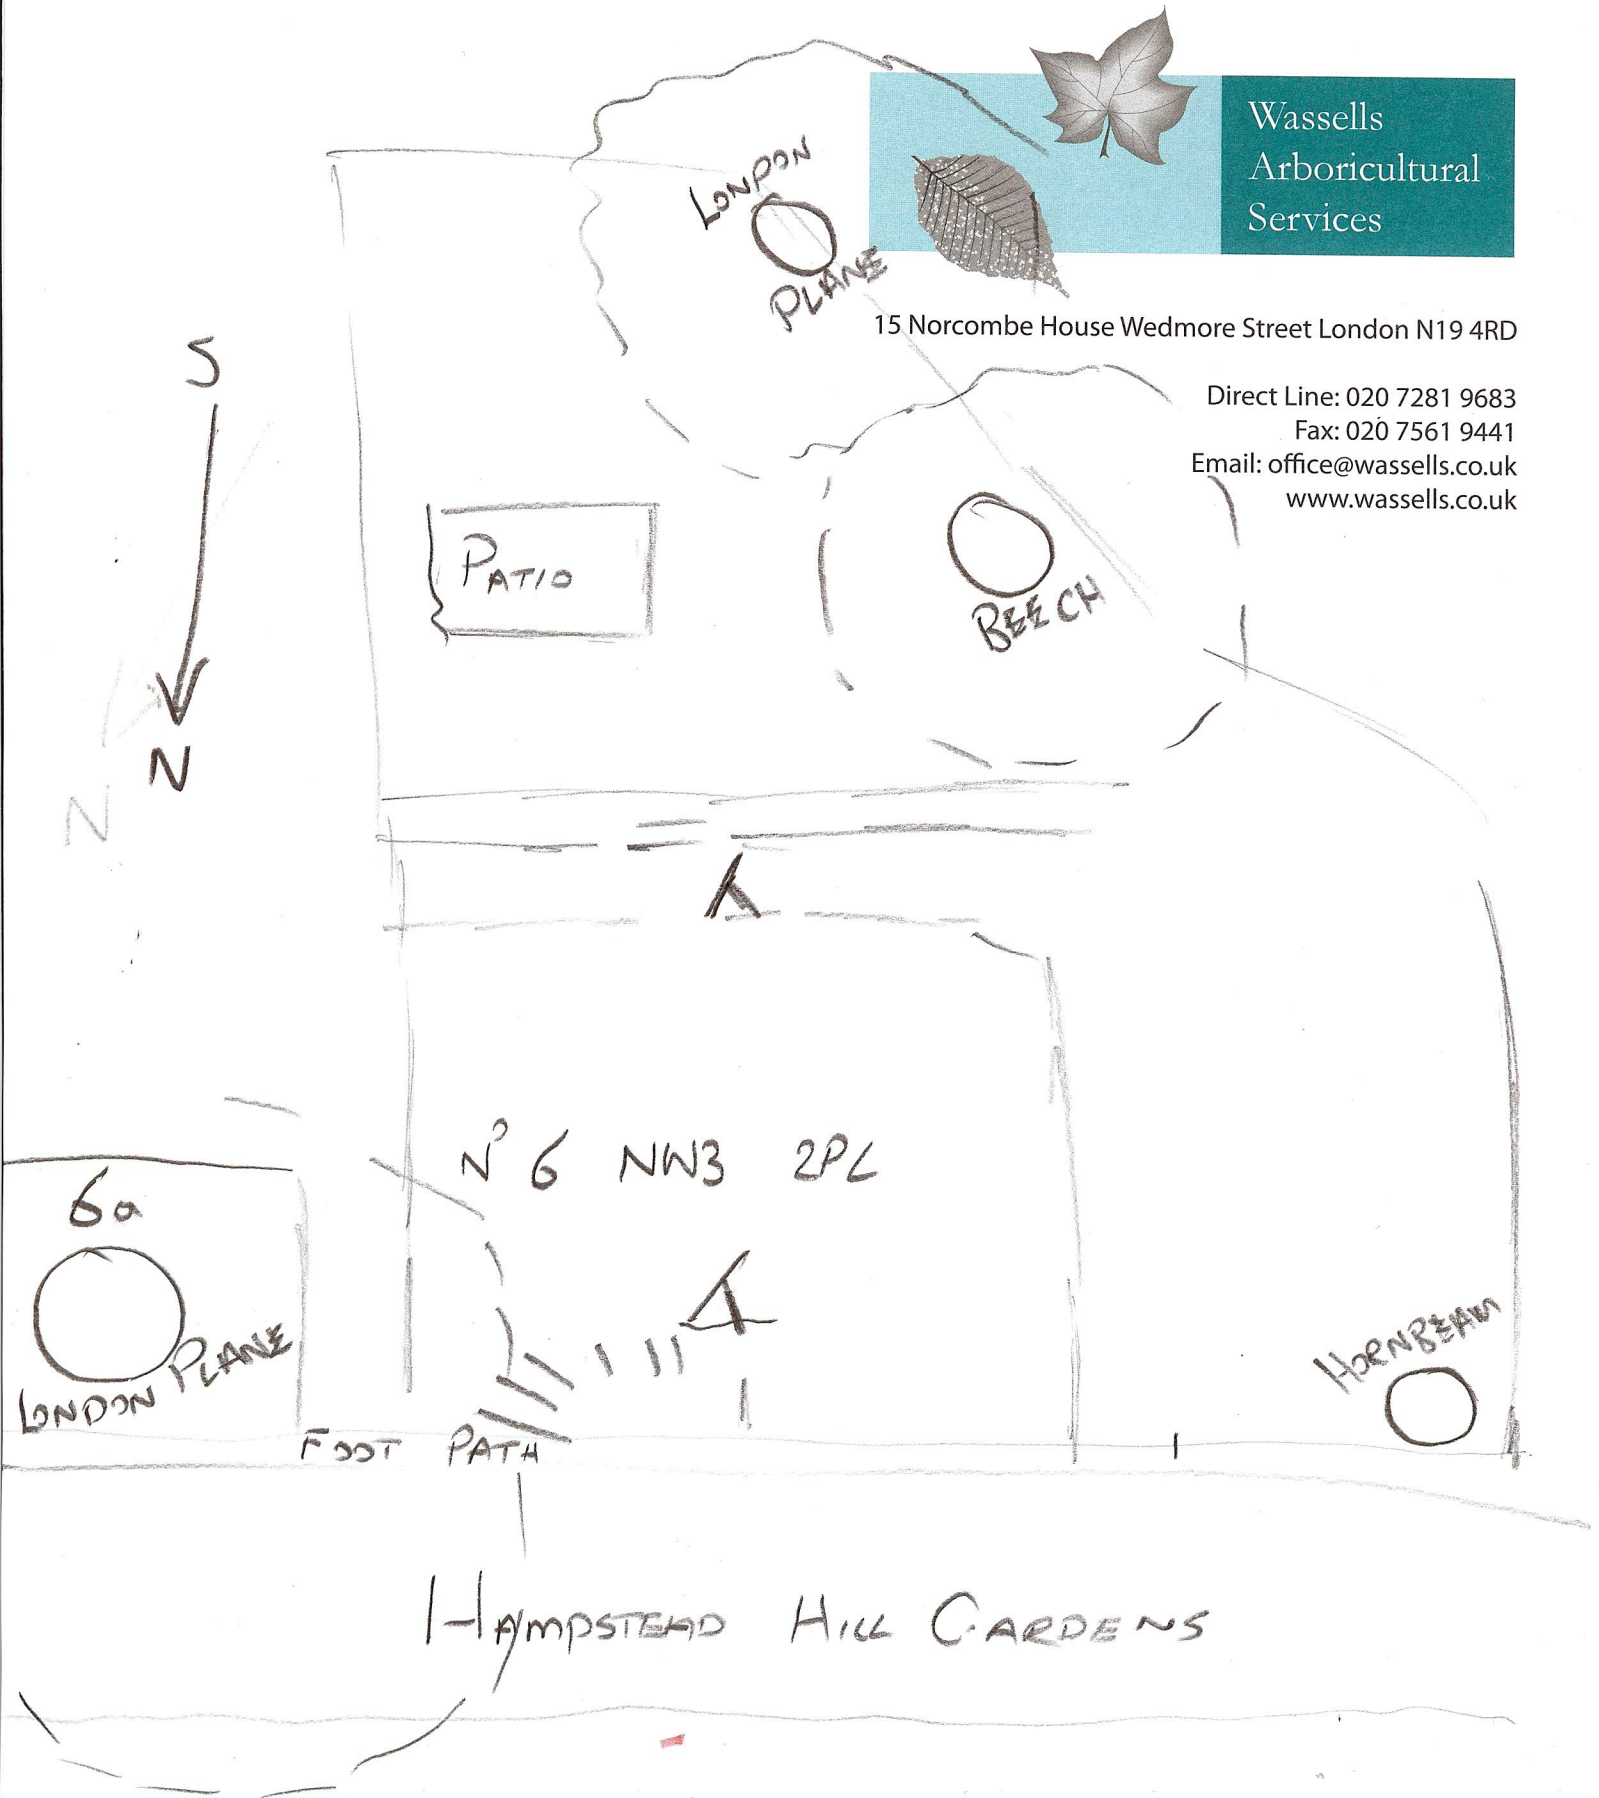 Wassells
Arboricultural
Services
15 Norcombe House Wedmore Street London N19 4RD
Direct Line: 020 7281 9683
Fax: 020 7561 9441
Email: office@wassells.co.uk
www.wassells.co.uk
LONDON
PLANE
S
N
N
PATIO
BEECH
Nº 6 NW3 2PL
6a
LONDON PLANE
HORNBEAM
FOOT PATH
HAMPSTEAD HILL GARDENS